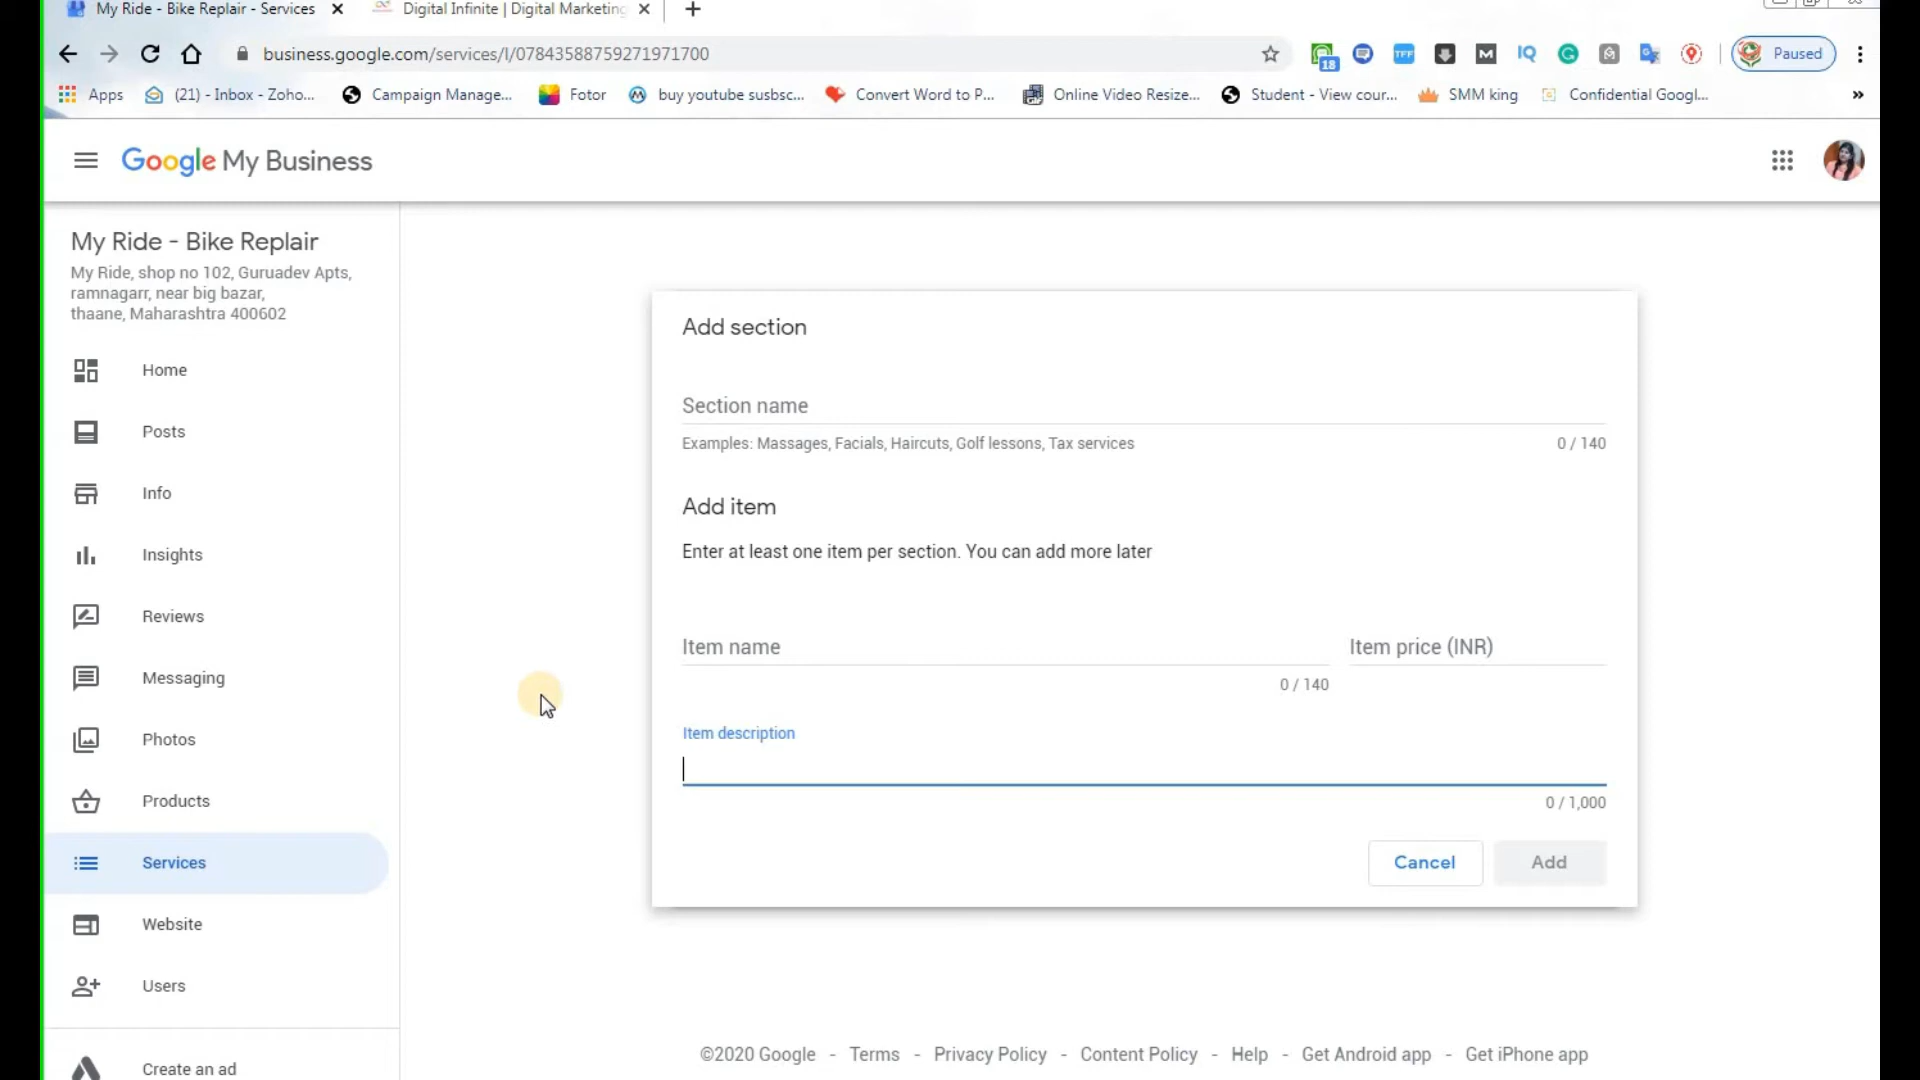 My Ride - Bike Replair - Services
Digital Infinite | Digital Marketing
business.google.com/services/l/07843588759271971700
18
TFF
M
IQ
G
Paused
Apps
(21) - Inbox - Zoho...
Campaign Manage...
Fotor
buy youtube susbsc...
Convert Word to P...
Online Video Resize...
Student - View cour...
SMM king
Confidential Googl...
»
Google My Business
My Ride - Bike Replair
My Ride, shop no 102, Guruadev Apts,
ramnagarr, near big bazar,
thaane, Maharashtra 400602
Home
Posts
Info
Insights
Reviews
Messaging
Photos
Products
Services
Website
Users
Create an ad
Add section
Section name
Examples: Massages, Facials, Haircuts, Golf lessons, Tax services
0 / 140
Add item
Enter at least one item per section. You can add more later
Item name
Item price (INR)
0 / 140
Item description
0 / 1,000
Cancel
Add
©2020 Google - Terms - Privacy Policy - Content Policy - Help - Get Android app - Get iPhone app